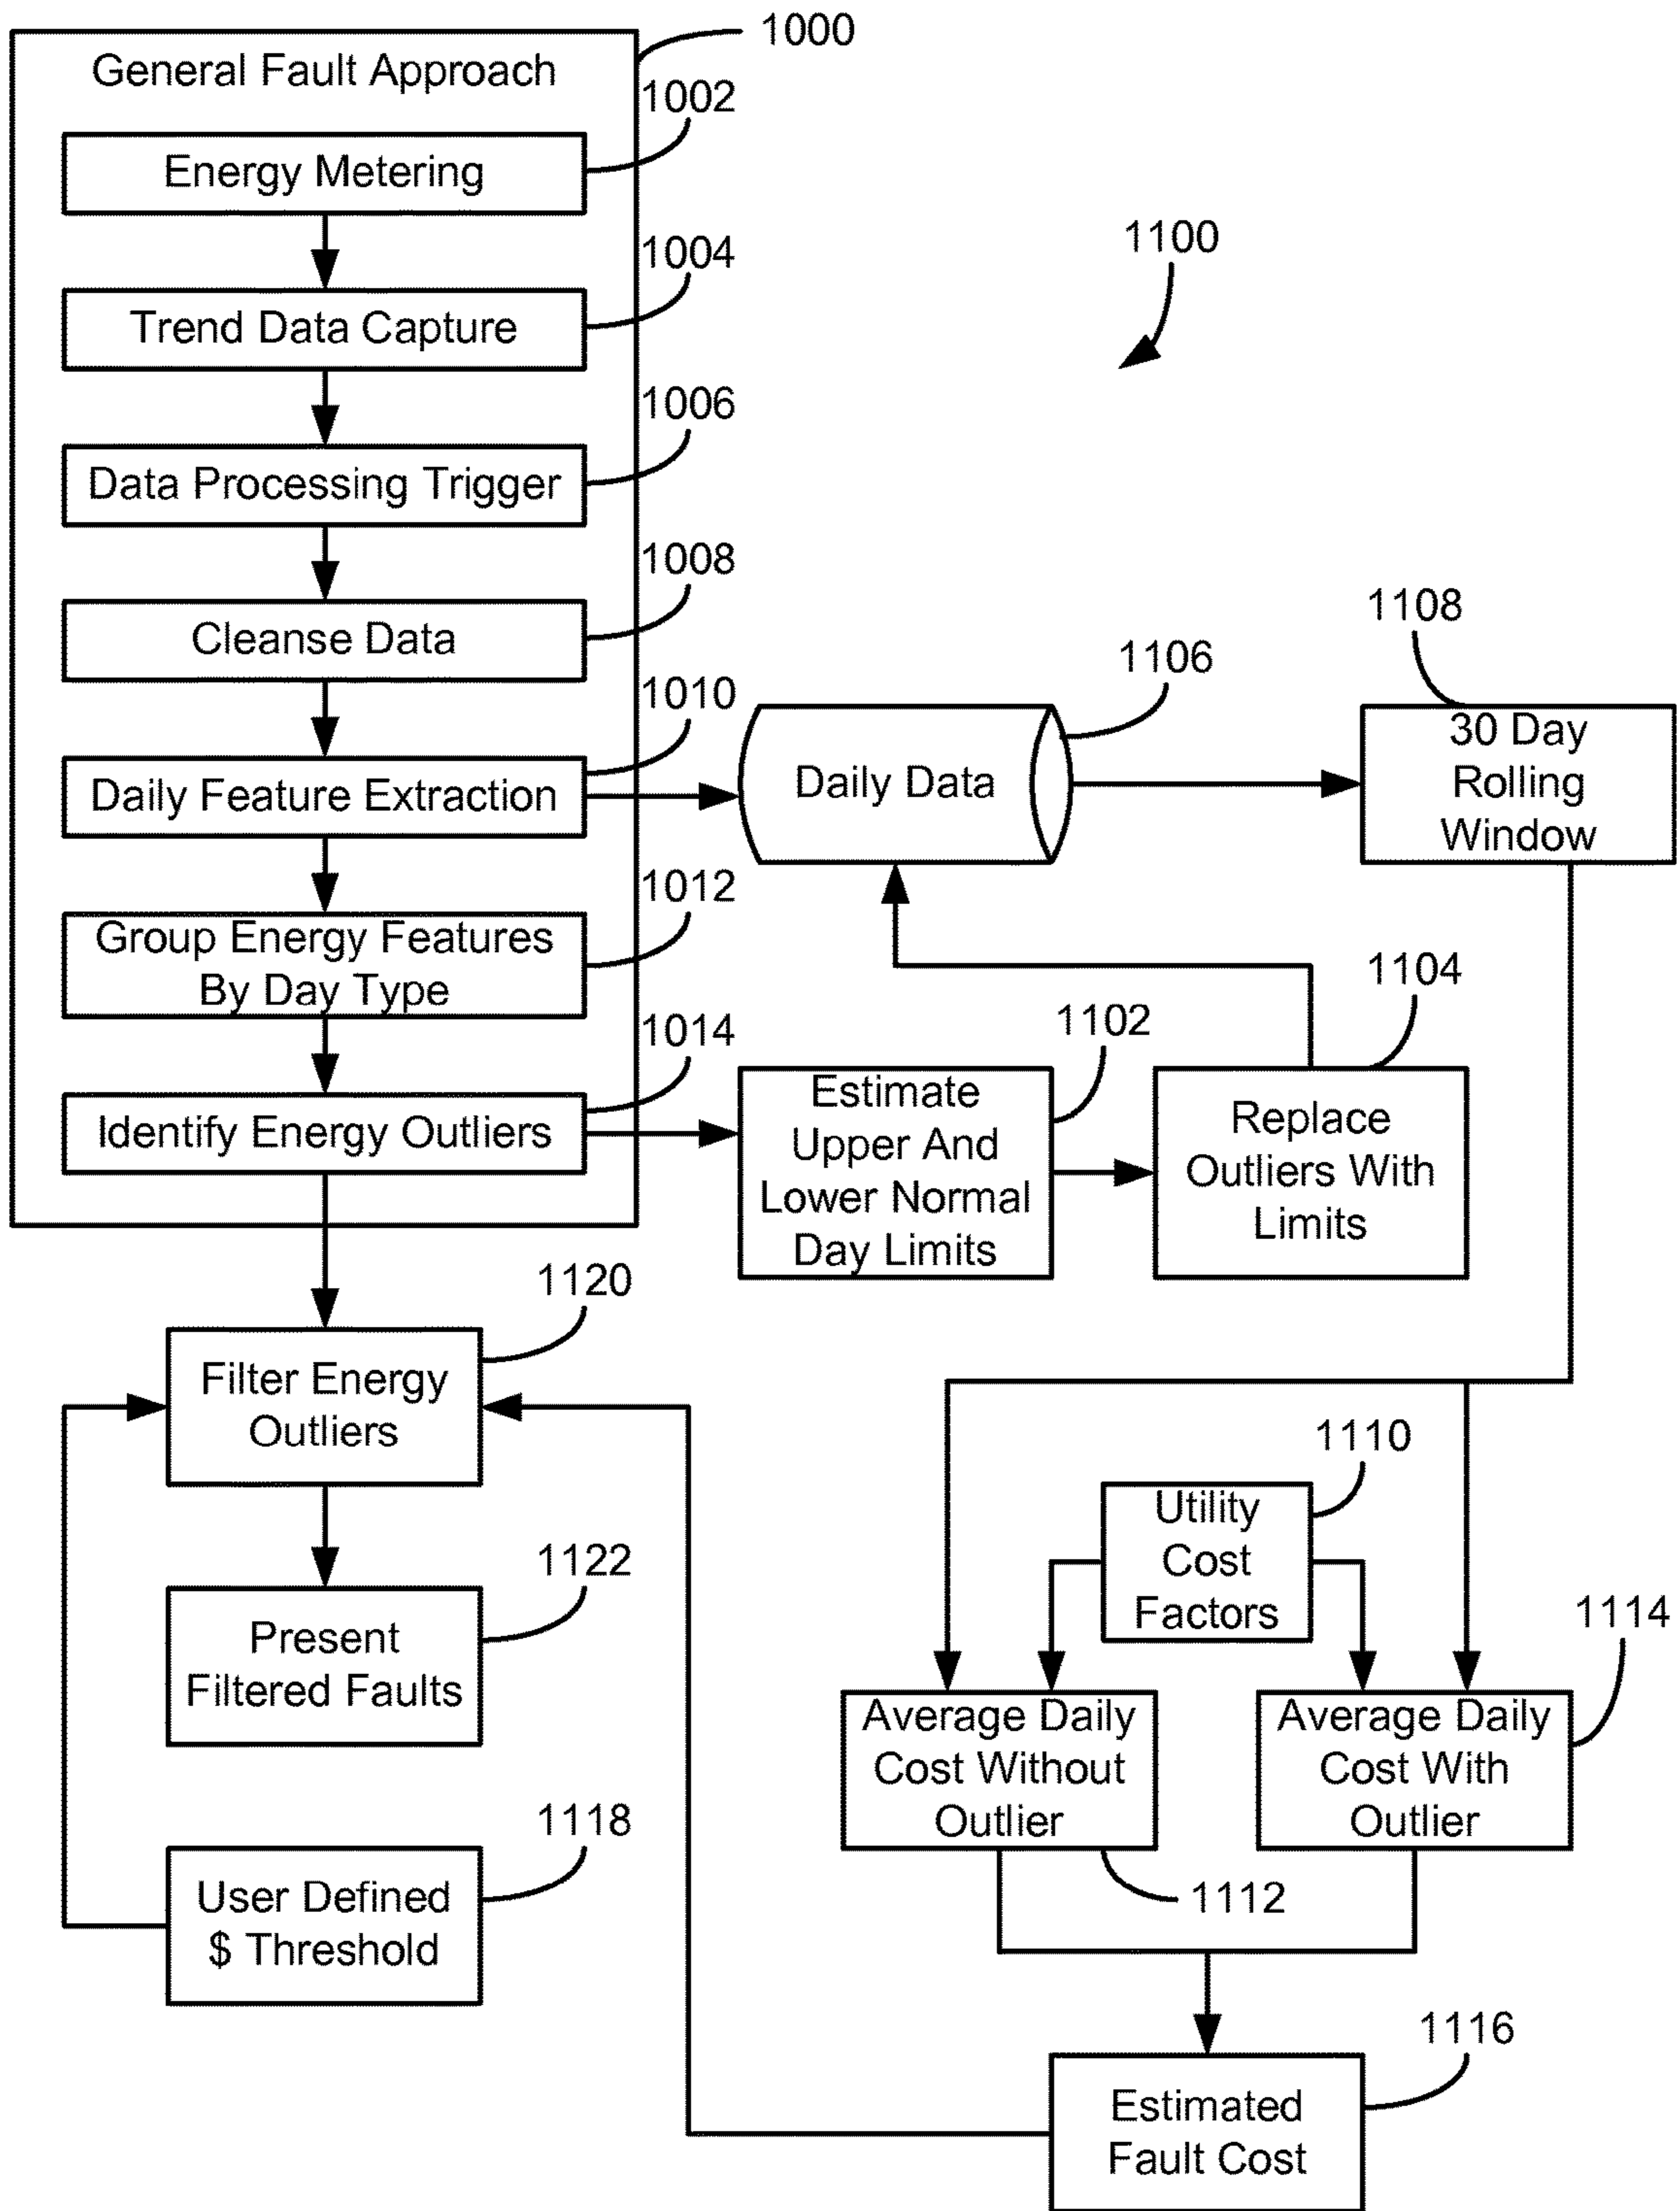 1000
General Fault Approach
1002
Energy Metering
1004
Trend Data Capture
1006
Data Processing Trigger
1008
Cleanse Data
1010
Daily Feature Extraction
1012
Group Energy Features
By Day Type
1014
Identify Energy Outliers
1100
1106
Daily Data
1108
30 Day
Rolling
Window
1102
Estimate
Upper And
Lower Normal
Day Limits
1104
Replace
Outliers With
Limits
1120
Filter Energy
Outliers
1122
Present
Filtered Faults
1118
User Defined
$ Threshold
1110
Utility
Cost
Factors
1112
Average Daily
Cost Without
Outlier
1114
Average Daily
Cost With
Outlier
1116
Estimated
Fault Cost